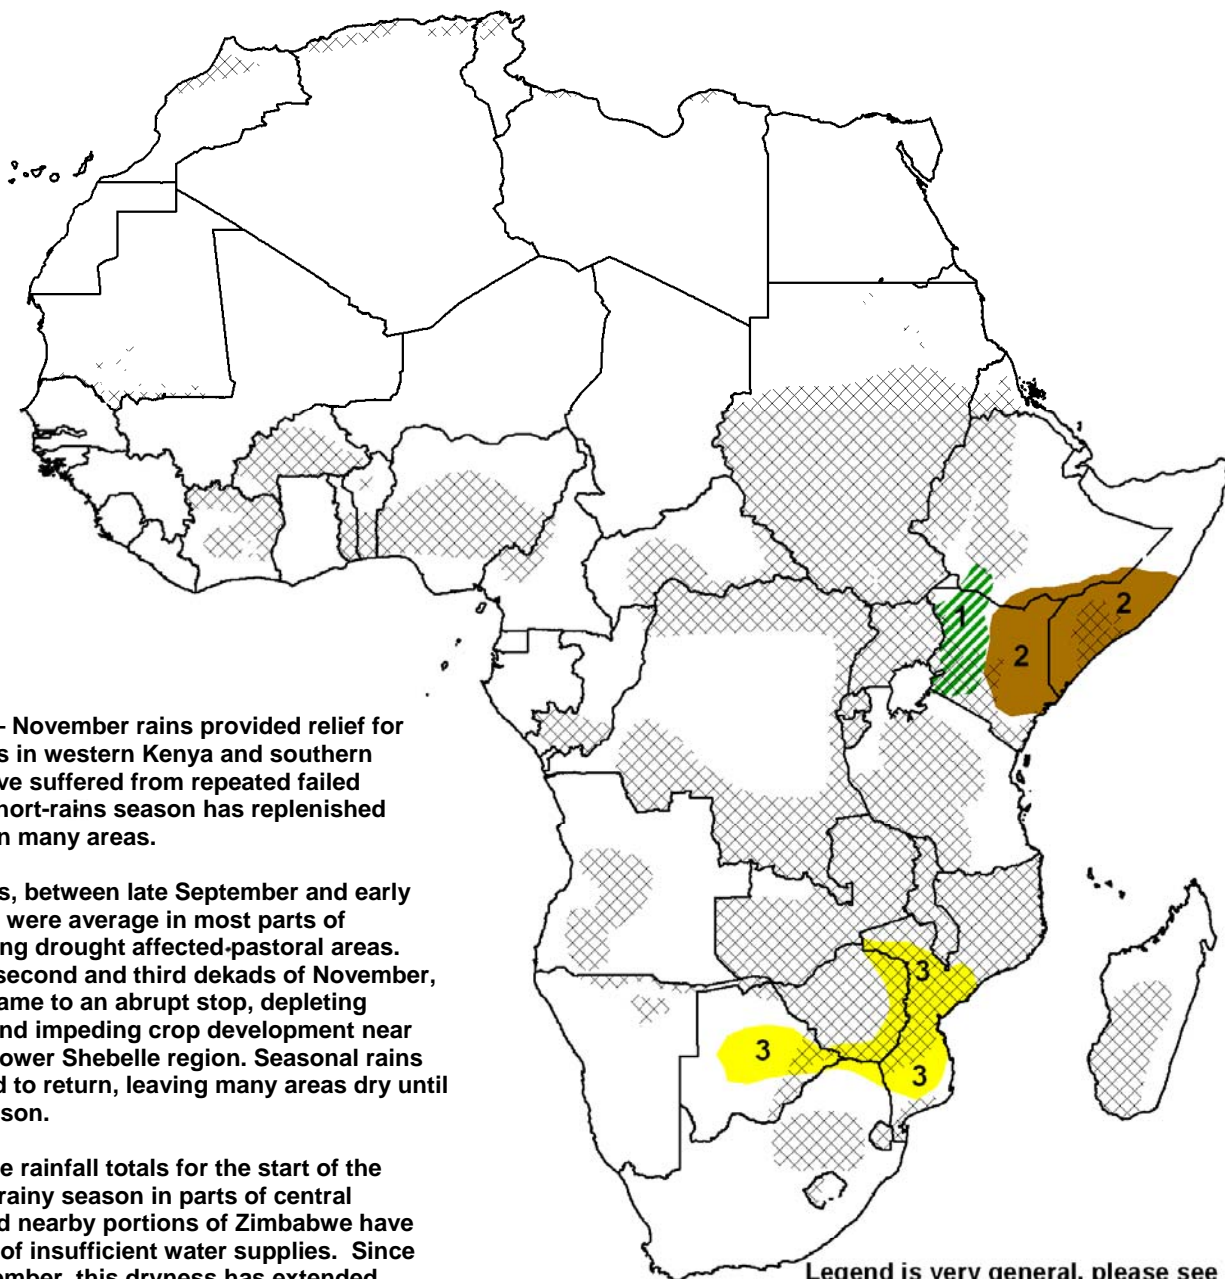 - November rains provided relief for
s in western Kenya and southern
ve suffered from repeated failed
hort-rains season has replenished
n many areas.
s, between late September and early
were average in most parts of
ng drought affected-pastoral areas.
second and third dekads of November,
ame to an abrupt stop, depleting
nd impeding crop development near
ower Shebelle region. Seasonal rains
d to return, leaving many areas dry until
son.
e rainfall totals for the start of the
rainy season in parts of central
d nearby portions of Zimbabwe have
of insufficient water supplies.  Since
ember, this dryness has extended
1
2
2
3
3
3
Legend is very general, please see